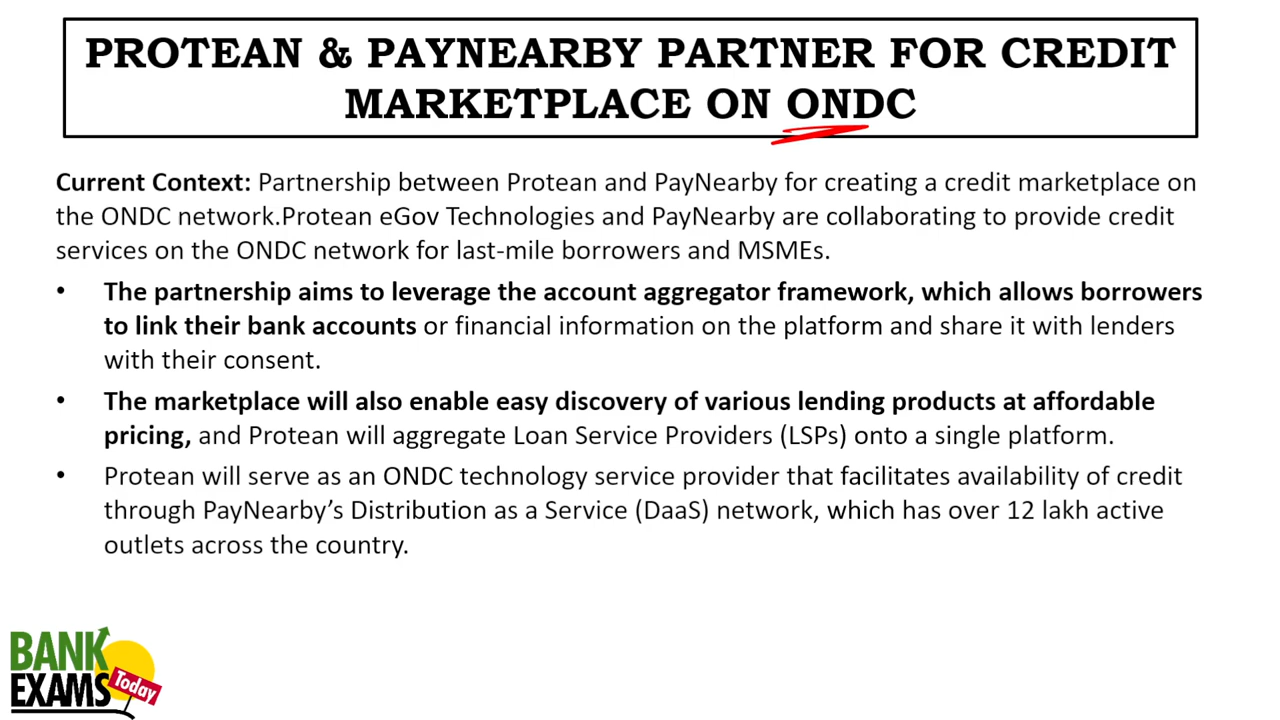 PROTEAN & PAYNEARBY PARTNER FOR CREDIT
MARKETPLACE ON ONDC
Current Context: Partnership between Protean and PayNearby for creating a credit marketplace on
the ONDC network.Protean eGov Technologies and PayNearby are collaborating to provide credit
services on the ONDC network for last-mile borrowers and MSMEs.
• The partnership aims to leverage the account aggregator framework, which allows borrowers
to link their bank accounts or financial information on the platform and share it with lenders
with their consent.
• The marketplace will also enable easy discovery of various lending products at affordable
pricing, and Protean will aggregate Loan Service Providers (LSPs) onto a single platform.
• Protean will serve as an ONDC technology service provider that facilitates availability of credit
through PayNearby’s Distribution as a Service (DaaS) network, which has over 12 lakh active
outlets across the country.
BANK
EXAMS
Today